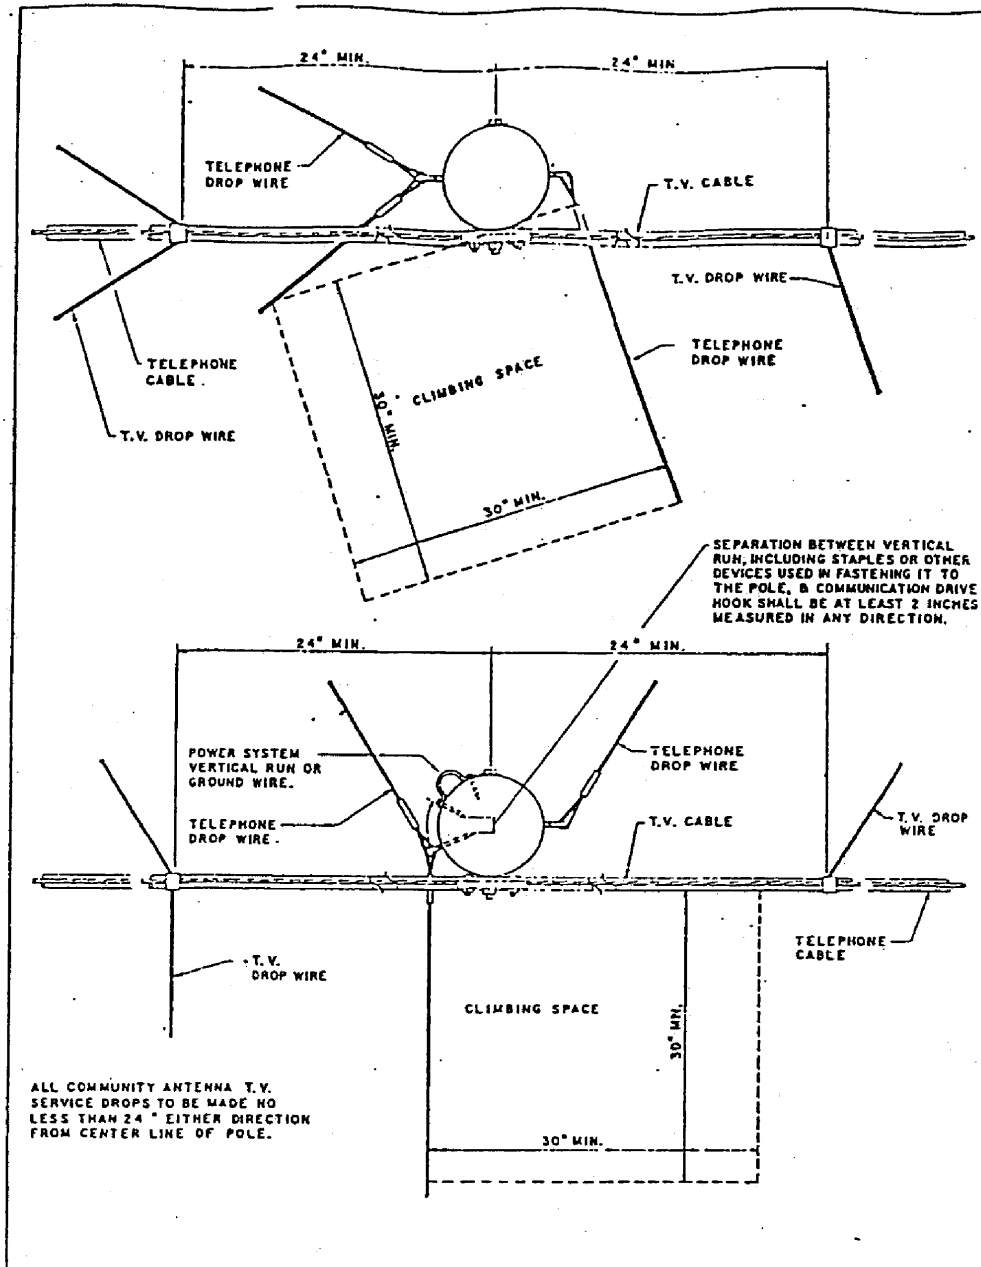 24" MIN.
24" MIN
TELEPHONE
DROP WIRE
T.V. CABLE
T.V. DROP WIRE
TELEPHONE
DROP WIRE
TELEPHONE
CABLE.
CLIMBING SPACE
30" MIN.
T.V. DROP WIRE
30" MIN.
SEPARATION BETWEEN VERTICAL
RUN, INCLUDING STAPLES OR OTHER
DEVICES USED IN FASTENING IT TO
THE POLE, & COMMUNICATION DRIVE
HOOK SHALL BE AT LEAST 2 INCHES
MEASURED IN ANY DIRECTION.
24" MIN.
24" MIN.
POWER SYSTEM
VERTICAL RUN OR
GROUND WIRE.
TELEPHONE
DROP WIRE
TELEPHONE
DROP WIRE.
T.V. CABLE
T.V. DROP
WIRE
TELEPHONE
CABLE
T.V.
DROP WIRE
CLIMBING SPACE
30" MIN.
ALL COMMUNITY ANTENNA T.V.
SERVICE DROPS TO BE MADE NO
LESS THAN 24" EITHER DIRECTION
FROM CENTER LINE OF POLE.
30" MIN.